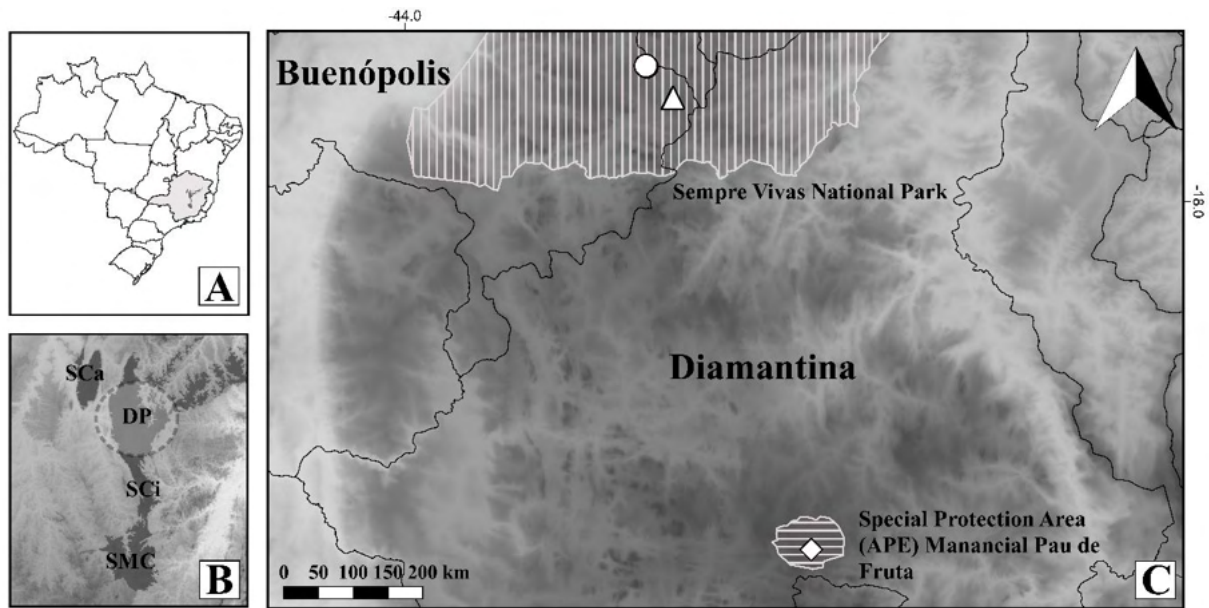 A
SCa
DP
SCi
SMC
B
-44.0
Buenópolis
Sempre Vivas National Park
-18.0
Diamantina
Special Protection Area
(APE) Manancial Pau de
Fruta
0 50 100 150 200 km
C